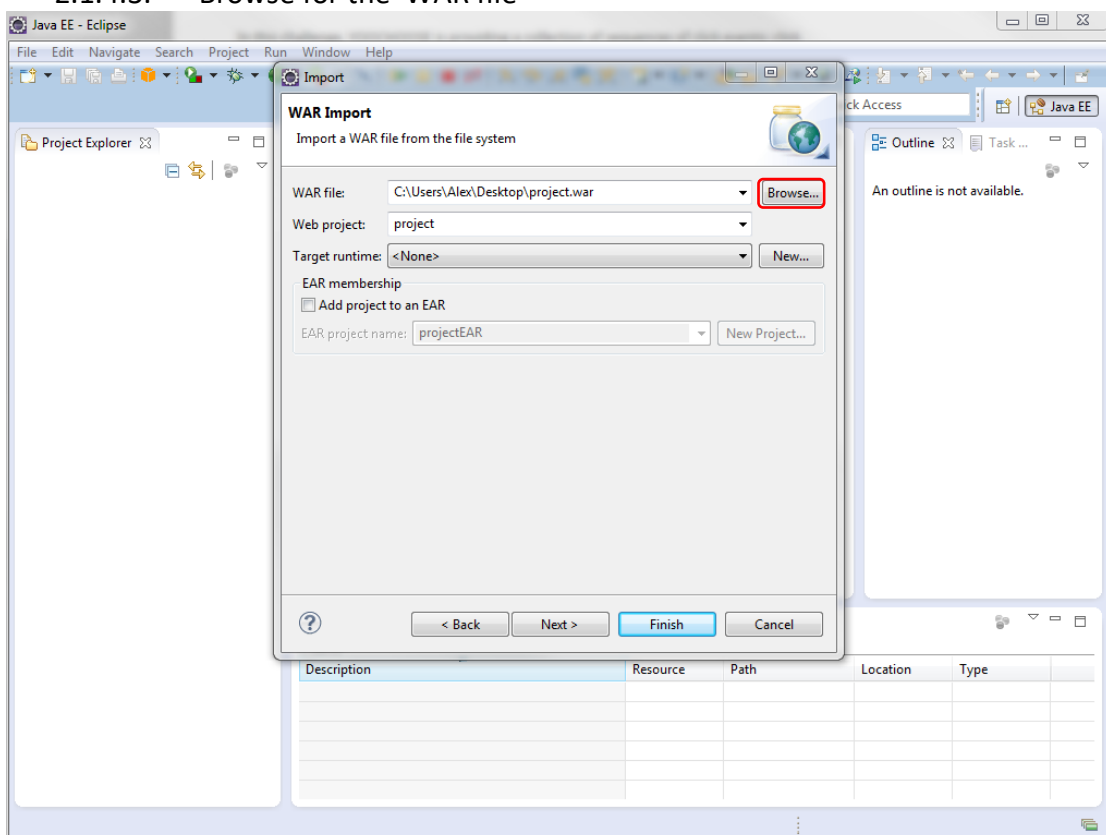 Browse for the WAR file
Java EE - Eclipse
File Edit Navigate Search Project Run Window Help
Import
ck Access
Java EE
WAR Import
Import a WAR file from the file system
Project Explorer
Outline
Task ...
An outline is not available.
WAR file: C:\Users\Alex\Desktop\project.war Browse...
Web project: project
Target runtime: <None> New...
EAR membership
Add project to an EAR
EAR project name: projectEAR New Project...
? < Back Next > Finish Cancel
Description Resource Path Location Type